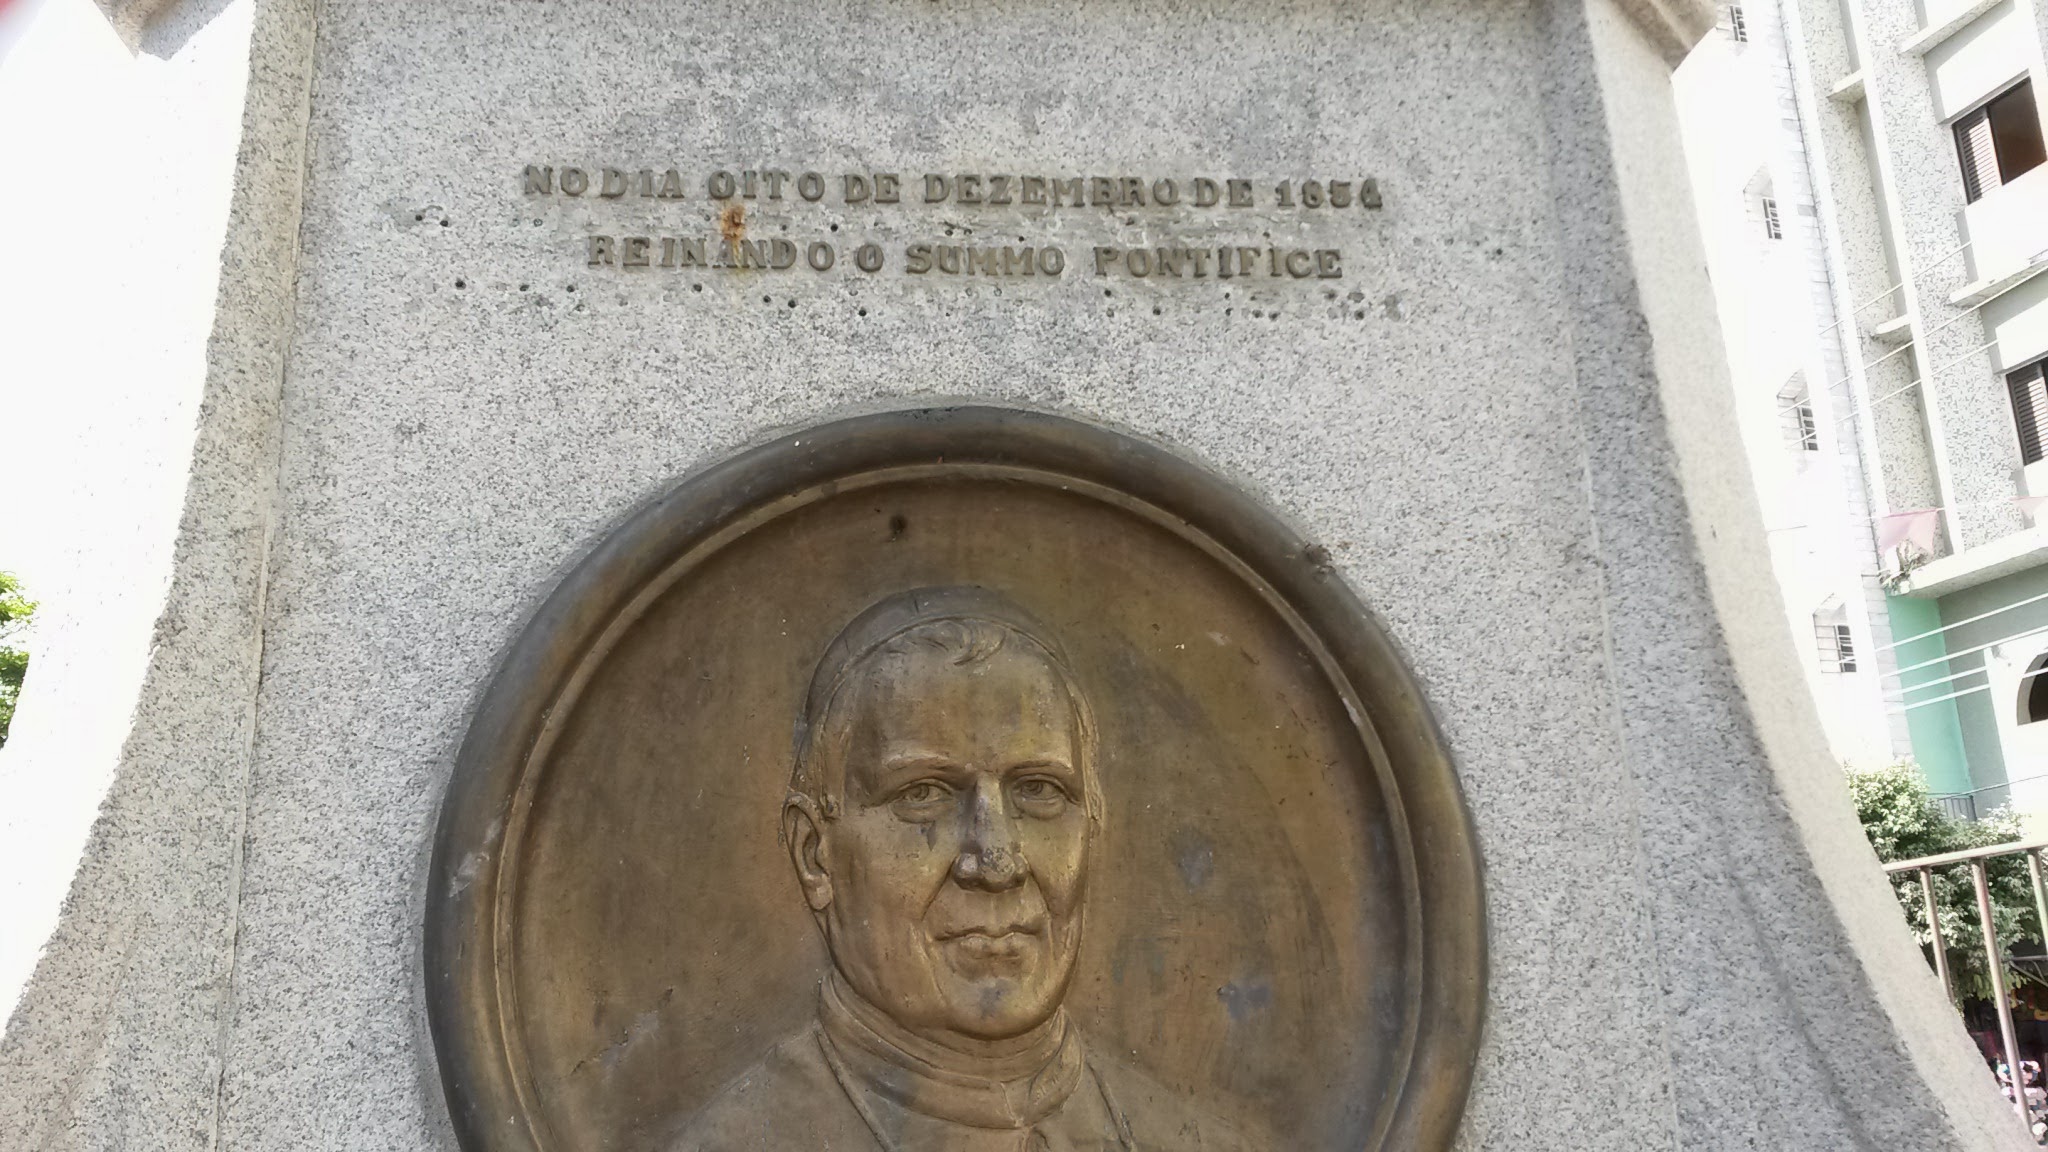 NO DIA OITO DE DEZEMBRO DE 1854
REINANDO O SUMMO PONTIFICE